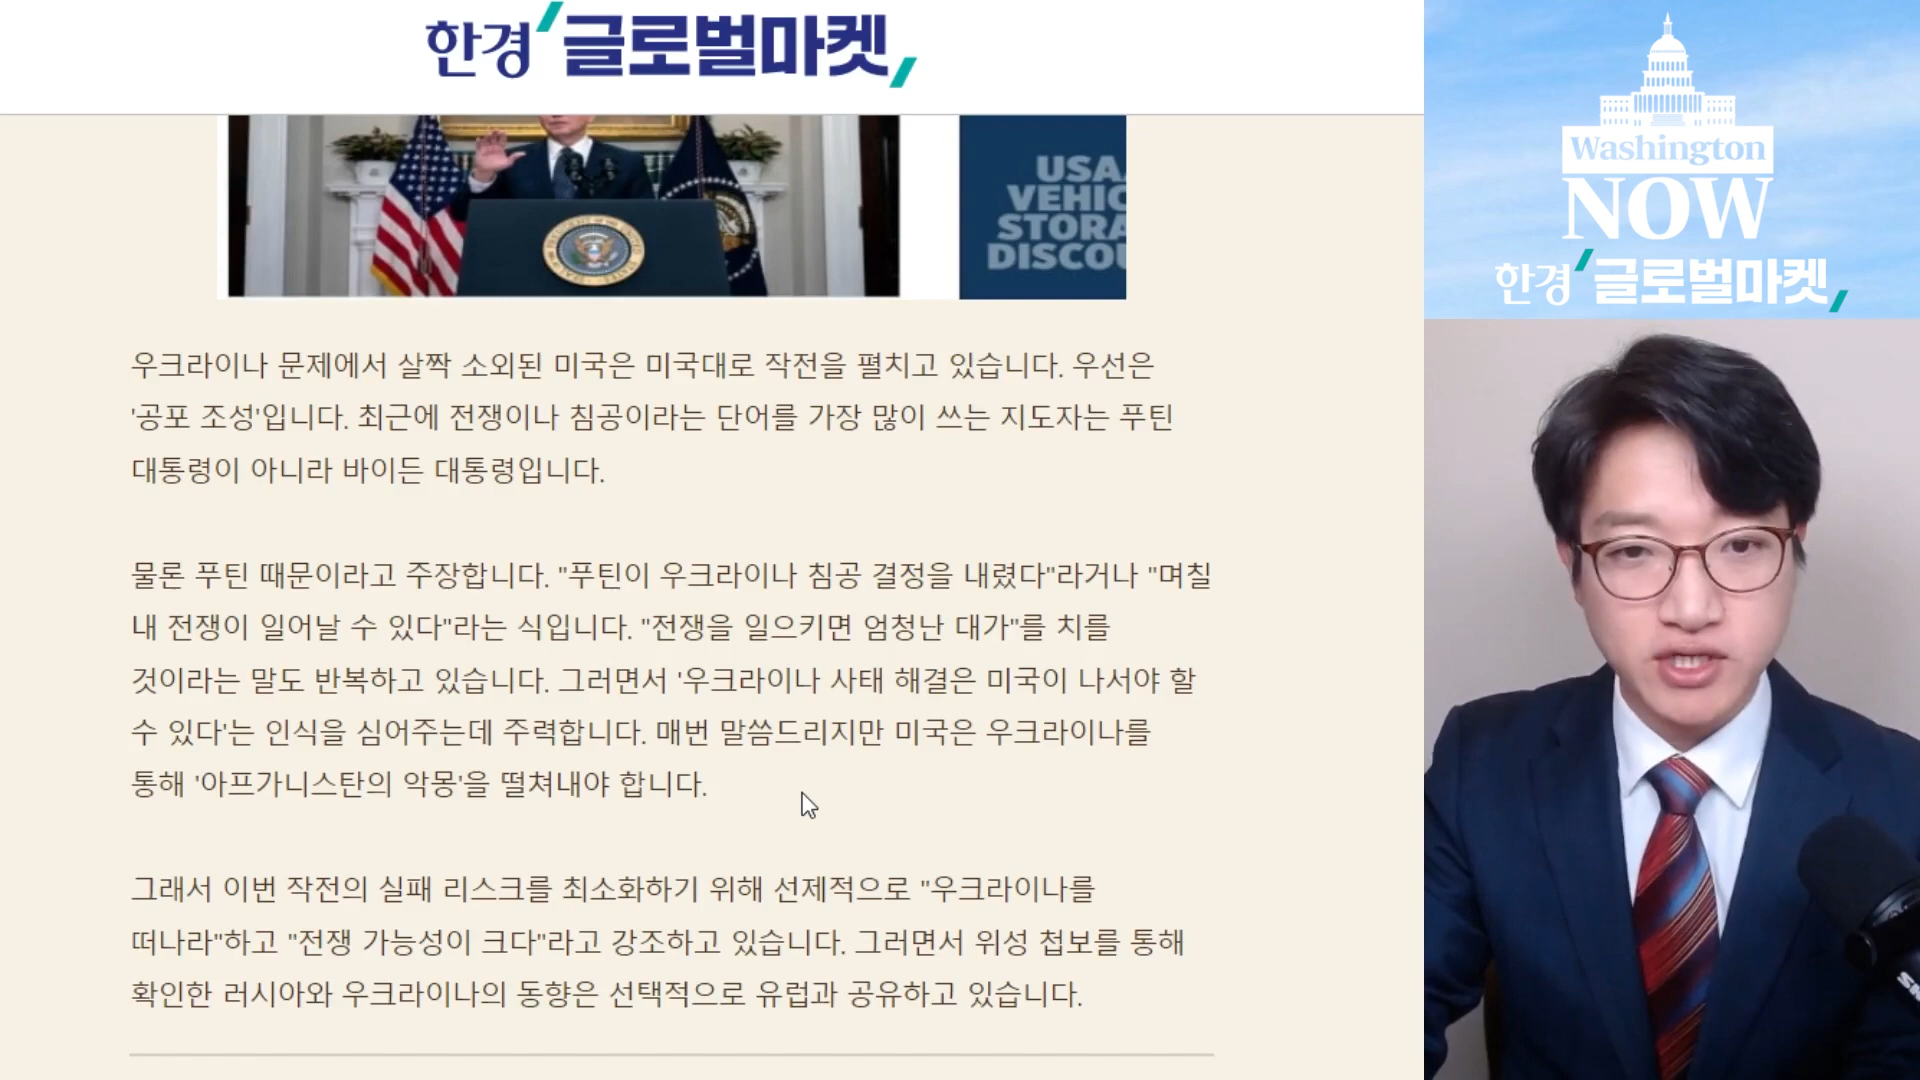 한경 글로벌마켓
USAA
VEHIC
STORA
DISCOU
우크라이나 문제에서 살짝 소외된 미국은 미국대로 작전을 펼치고 있습니다. 우선은
'공포 조성'입니다. 최근에 전쟁이나 침공이라는 단어를 가장 많이 쓰는 지도자는 푸틴
대통령이 아니라 바이든 대통령입니다.
물론 푸틴 때문이라고 주장합니다. "푸틴이 우크라이나 침공 결정을 내렸다"라거나 "며칠
내 전쟁이 일어날 수 있다"라는 식입니다. "전쟁을 일으키면 엄청난 대가"를 치를
것이라는 말도 반복하고 있습니다. 그러면서 '우크라이나 사태 해결은 미국이 나서야 할
수 있다'는 인식을 심어주는데 주력합니다. 매번 말씀드리지만 미국은 우크라이나를
통해 '아프가니스탄의 악몽'을 떨쳐내야 합니다.
그래서 이번 작전의 실패 리스크를 최소화하기 위해 선제적으로 "우크라이나를
떠나라"하고 "전쟁 가능성이 크다"라고 강조하고 있습니다. 그러면서 위성 첩보를 통해
확인한 러시아와 우크라이나의 동향은 선택적으로 유럽과 공유하고 있습니다.
Washington
NOW
한경 글로벌마켓